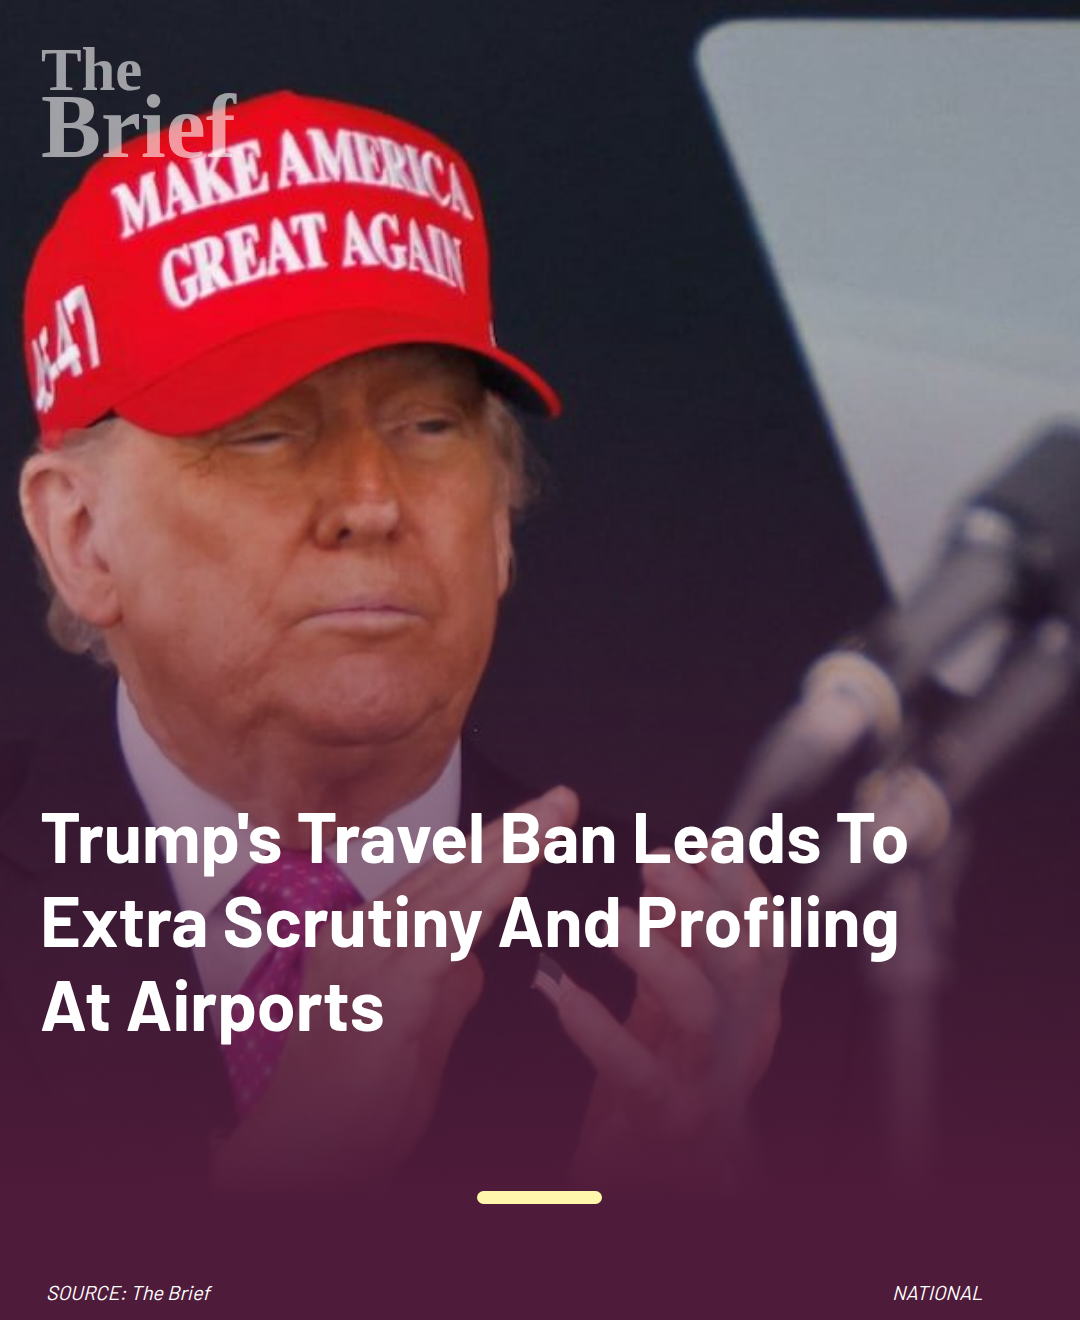 The
Brief
MAKE AMERICA
GREAT AGAIN
45-47
Trump's Travel Ban Leads To
Extra Scrutiny And Profiling
At Airports
SOURCE: The Brief
NATIONAL